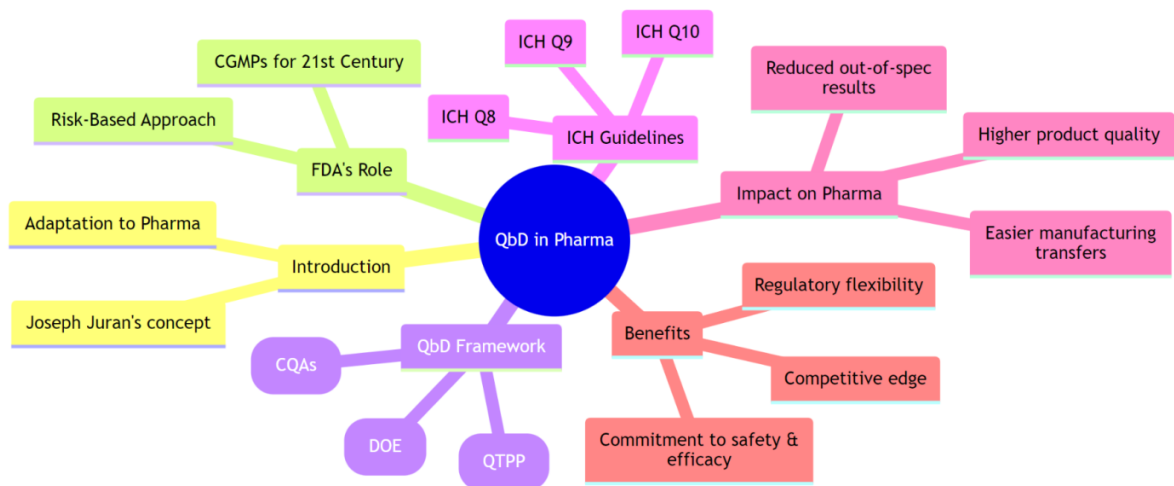 ICH Q10
ICH Q9
CGMPs for 21st Century
Reduced out-of-spec
results
ICH Q8
Risk-Based Approach
ICH Guidelines
Higher product quality
FDA's Role
Impact on Pharma
Adaptation to Pharma
QbD in Pharma
Easier manufacturing
transfers
Introduction
Regulatory flexibility
Joseph Juran's concept
QbD Framework
Benefits
CQAs
Competitive edge
DOE
QTPP
Commitment to safety &
efficacy